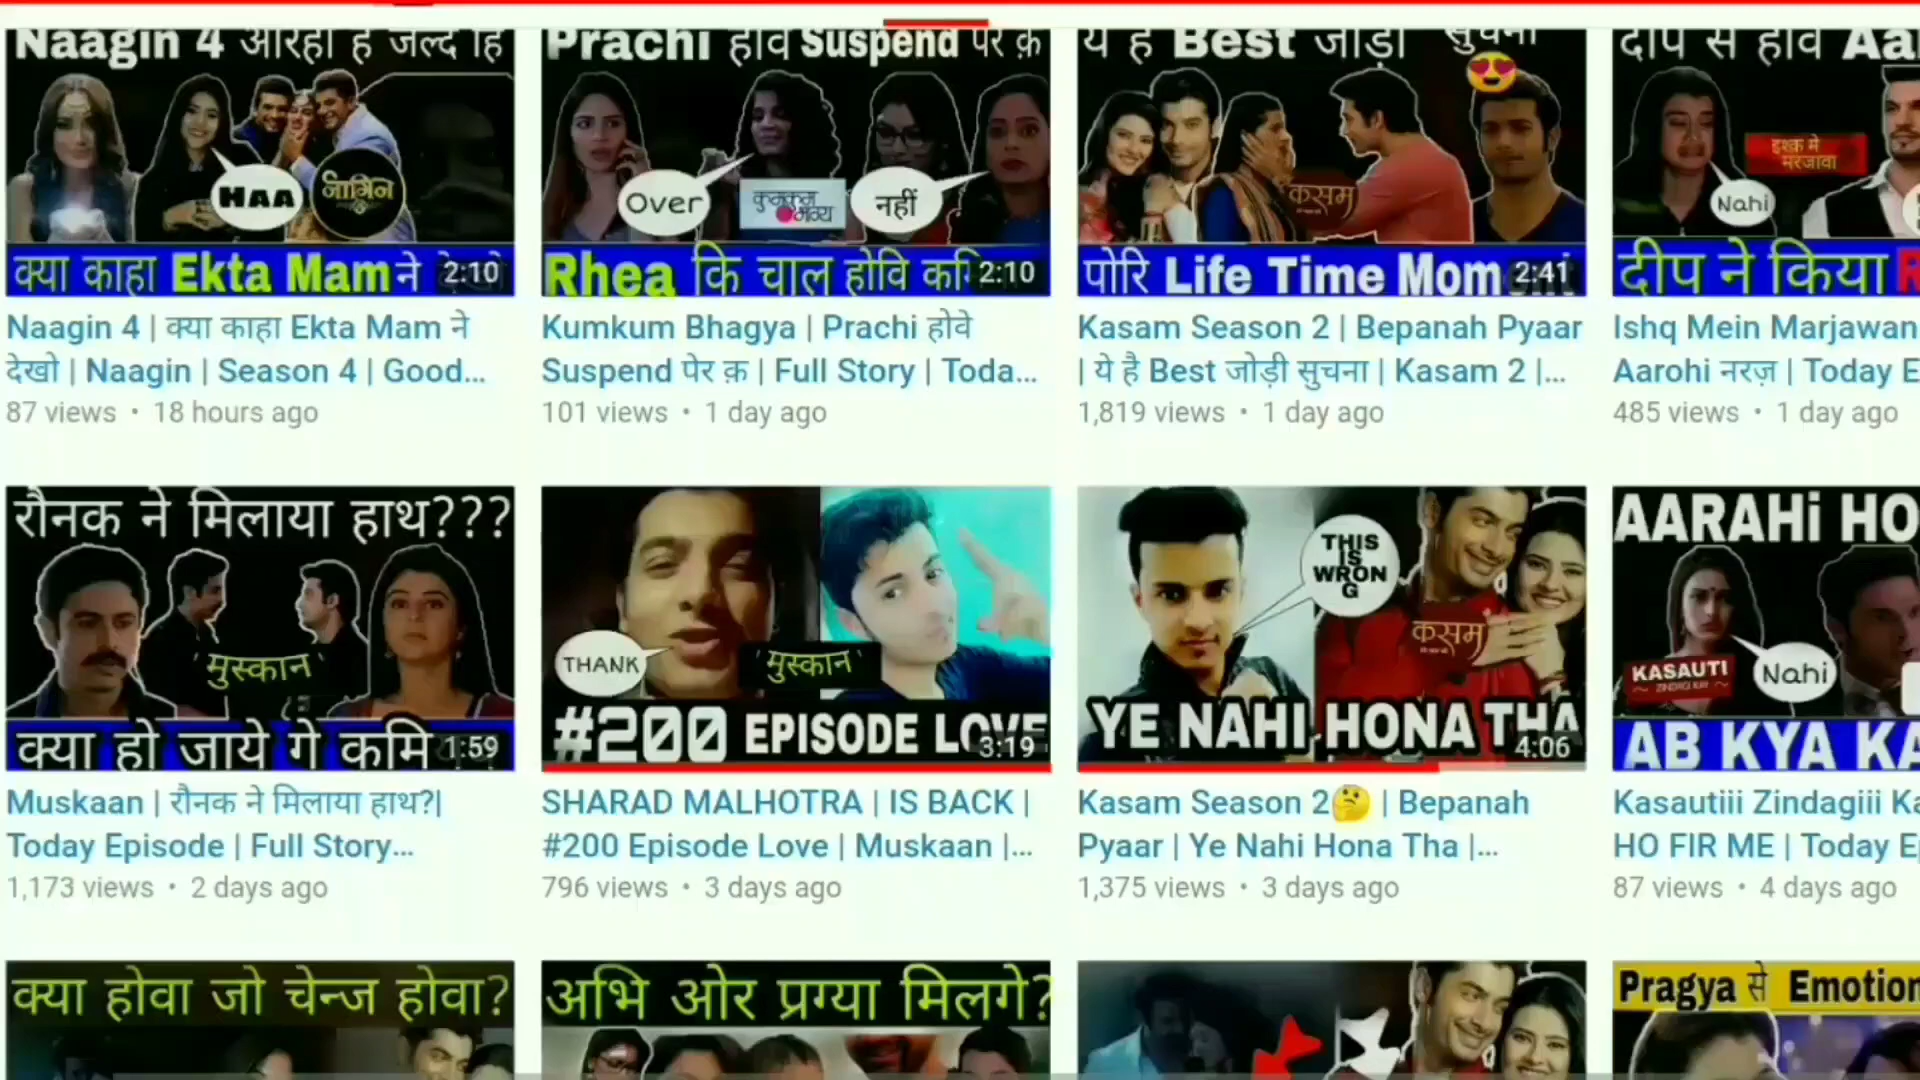 Naagin 4 आरही है जल्द हि
HAA
नागिन
क्या काहा Ekta Mam ने
2:10
Naagin 4 | क्या काहा Ekta Mam ने
देखो | Naagin | Season 4 | Good...
87 views • 18 hours ago
Prachi होवे Suspend पेर क़
Over
कुमकुम
भाग्य
नहीं
Rhea कि चाल होवि
2:10
Kumkum Bhagya | Prachi होवे
Suspend पेर क़ | Full Story | Toda...
101 views • 1 day ago
ये है Best जोड़ी सुचना
कसम
पोरि Life Time Mom
2:41
Kasam Season 2 | Bepanah Pyaar
| ये है Best जोड़ी सुचना | Kasam 2 |...
1,819 views • 1 day ago
दीप से होवे
इश्क़ में
मरजावां
Nahi
दीप ने किया
Ishq Mein Marjawan
Aarohi नरज़ | Today E
485 views • 1 day ago
रौनक ने मिलाया हाथ???
मुस्कान
क्या हो जाये गे कमि
1:59
Muskaan | रौनक ने मिलाया हाथ?|
Today Episode | Full Story...
1,173 views • 2 days ago
THANK
'मुस्कान'
#200 EPISODE LOVE
3:19
SHARAD MALHOTRA | IS BACK |
#200 Episode Love | Muskaan |...
796 views • 3 days ago
THIS
IS
WRON
G
कसम
YE NAHI HONA THA
4:06
Kasam Season 2🤔 | Bepanah
Pyaar | Ye Nahi Hona Tha |...
1,375 views • 3 days ago
AARAHi HO
KASAUTI
ZINDAGII KAY
Nahi
AB KYA KA
Kasautiii Zindagiii Ka
HO FIR ME | Today E
87 views • 4 days ago
क्या होवा जो चेन्ज होवा?
अभि ओर प्रग्या मिलगे?
Pragya से Emotion